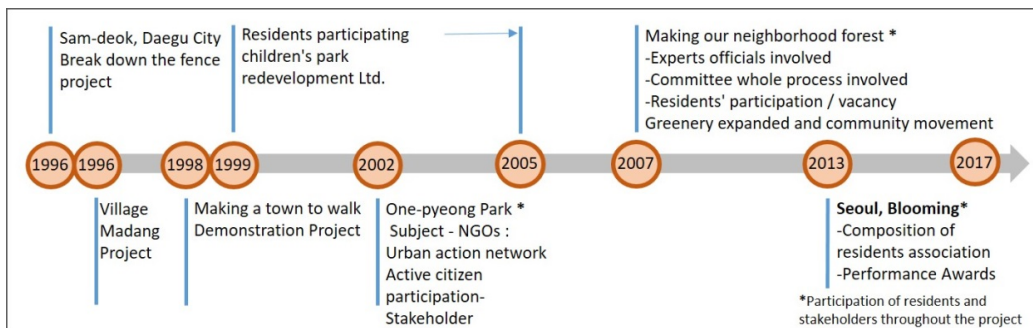 Sam-deok, Daegu City
Break down the fence
project
Residents participating
children's park
redevelopment Ltd.
Making our neighborhood forest *
-Experts officials involved
-Committee whole process involved
-Residents' participation / vacancy
Greenery expanded and community movement
1996
1996
1998
1999
2002
2005
2007
2013
2017
Village
Madang
Project
Making a town to walk
Demonstration Project
One-pyeong Park *
Subject - NGOs :
Urban action network
Active citizen
participation-
Stakeholder
Seoul, Blooming*
-Composition of
residents association
-Performance Awards
*Participation of residents and
stakeholders throughout the project